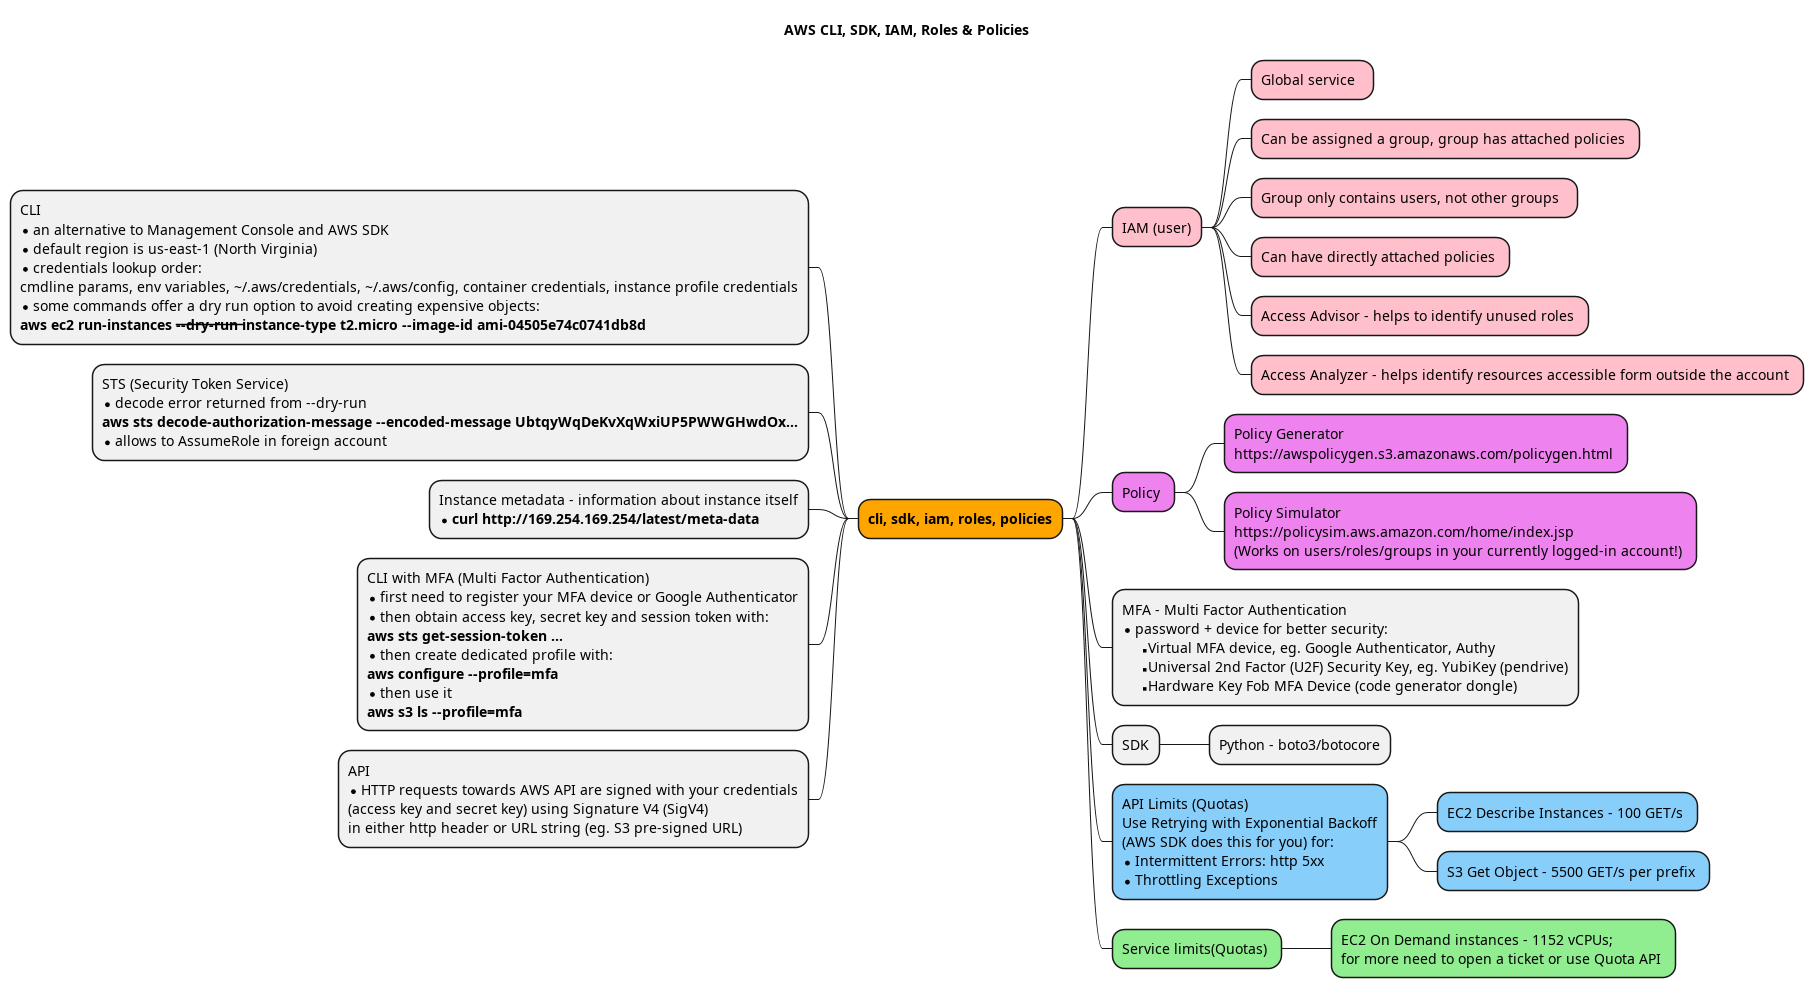 AWS CLI, SDK, IAM, Roles & Policies
CLI
• an alternative to Management Console and AWS SDK
• default region is us-east-1 (North Virginia)
• credentials lookup order:
cmdline params, env variables, ~/.aws/credentials, ~/.aws/config, container credentials, instance profile credentials
• some commands offer a dry run option to avoid creating expensive objects:
aws ec2 run-instances --dry-run instance-type t2.micro --image-id ami-04505e74c0741db8d
STS (Security Token Service)
• decode error returned from --dry-run
aws sts decode-authorization-message --encoded-message UbtqyWqDeKvXqWxiUP5PWWGHwdOx...
• allows to AssumeRole in foreign account
Instance metadata - information about instance itself
• curl http://169.254.169.254/latest/meta-data
CLI with MFA (Multi Factor Authentication)
• first need to register your MFA device or Google Authenticator
• then obtain access key, secret key and session token with:
aws sts get-session-token ...
• then create dedicated profile with:
aws configure --profile=mfa
• then use it
aws s3 ls --profile=mfa
API
• HTTP requests towards AWS API are signed with your credentials
(access key and secret key) using Signature V4 (SigV4)
in either http header or URL string (eg. S3 pre-signed URL)
cli, sdk, iam, roles, policies
IAM (user)
Global service
Can be assigned a group, group has attached policies
Group only contains users, not other groups
Can have directly attached policies
Access Advisor - helps to identify unused roles
Access Analyzer - helps identify resources accessible form outside the account
Policy
Policy Generator
https://awspolicygen.s3.amazonaws.com/policygen.html
Policy Simulator
https://policysim.aws.amazon.com/home/index.jsp
(Works on users/roles/groups in your currently logged-in account!)
MFA - Multi Factor Authentication
• password + device for better security:
▪ Virtual MFA device, eg. Google Authenticator, Authy
▪ Universal 2nd Factor (U2F) Security Key, eg. YubiKey (pendrive)
▪ Hardware Key Fob MFA Device (code generator dongle)
SDK
Python - boto3/botocore
API Limits (Quotas)
Use Retrying with Exponential Backoff
(AWS SDK does this for you) for:
• Intermittent Errors: http 5xx
• Throttling Exceptions
EC2 Describe Instances - 100 GET/s
S3 Get Object - 5500 GET/s per prefix
Service limits(Quotas)
EC2 On Demand instances - 1152 vCPUs;
for more need to open a ticket or use Quota API